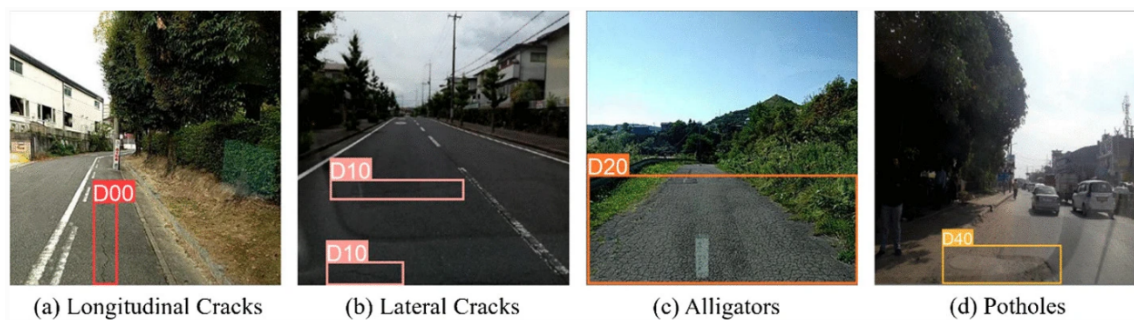 D00
D10
D10
D20
D40
(a) Longitudinal Cracks
(b) Lateral Cracks
(c) Alligators
(d) Potholes